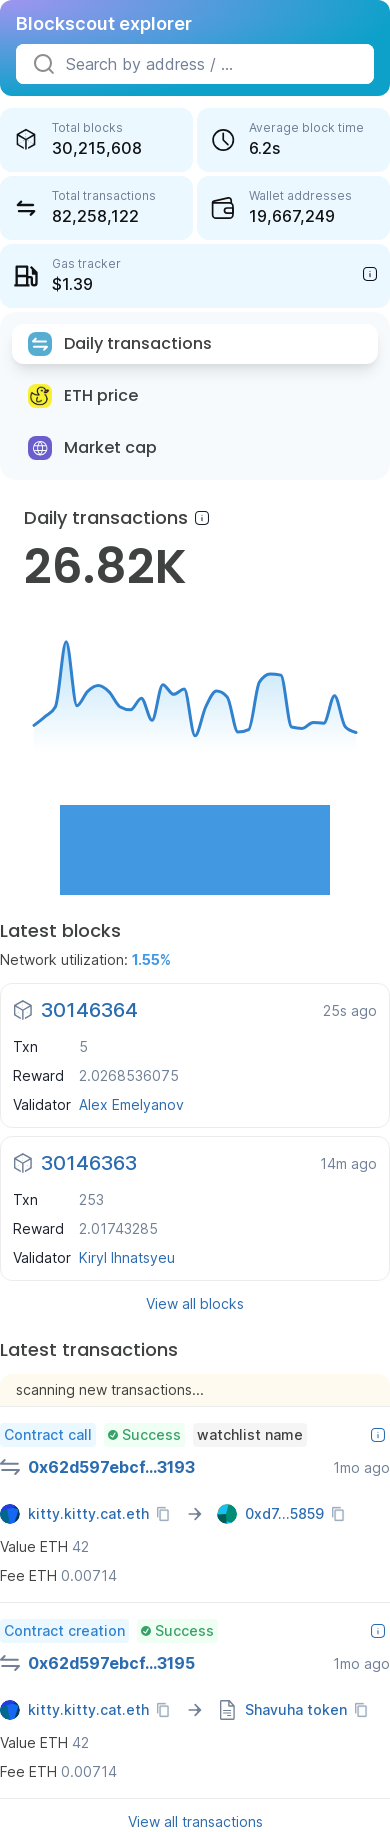 Blockscout explorer
Search by address / ...
Total blocks
30,215,608
Average block time
6.2s
Total transactions
82,258,122
Wallet addresses
19,667,249
Gas tracker
$1.39
Daily transactions
ETH price
Market cap
Daily transactions
26.82K
Latest blocks
Network utilization: 1.55%
30146364 25s ago
Txn 5
Reward 2.0268536075
Validator Alex Emelyanov
30146363 14m ago
Txn 253
Reward 2.01743285
Validator Kiryl Ihnatsyeu
View all blocks
Latest transactions
scanning new transactions...
Contract call Success watchlist name
0x62d597ebcf...3193 1mo ago
kitty.kitty.cat.eth → 0xd7...5859
Value ETH 42
Fee ETH 0.00714
Contract creation Success
0x62d597ebcf...3195 1mo ago
kitty.kitty.cat.eth → Shavuha token
Value ETH 42
Fee ETH 0.00714
View all transactions